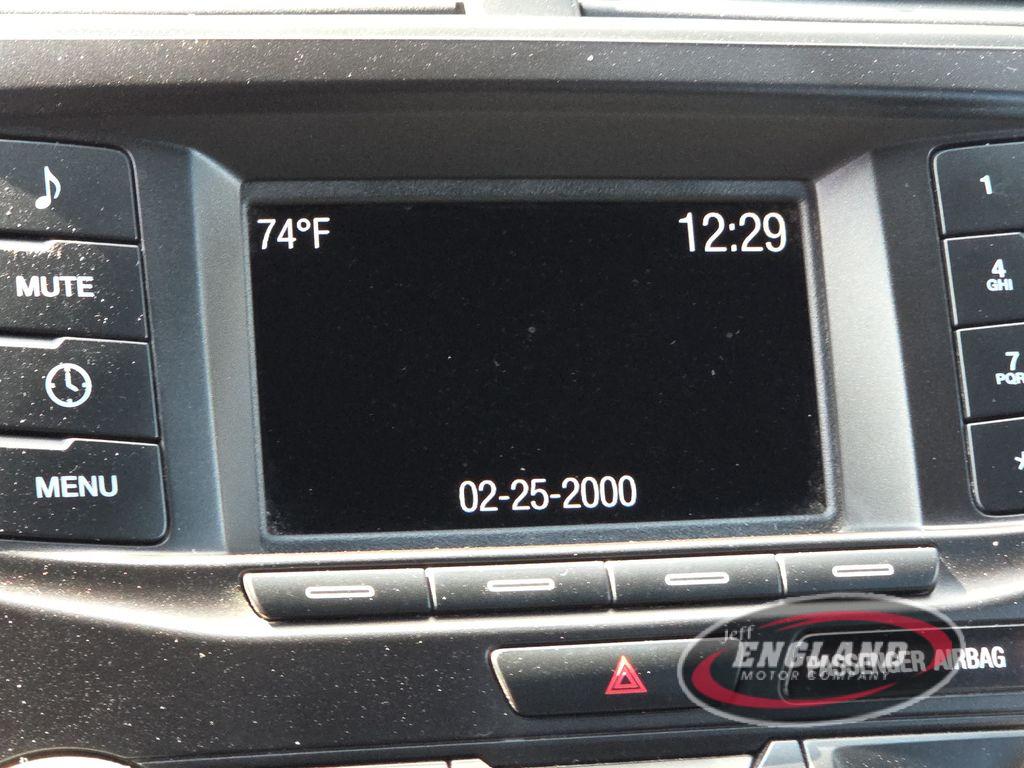 74°F
12:29
02-25-2000
MUTE
MENU
1
4
GHI
7
PQR
*
jeff
ENGLAND
MOTOR COMPANY
PASSENGER AIRBAG